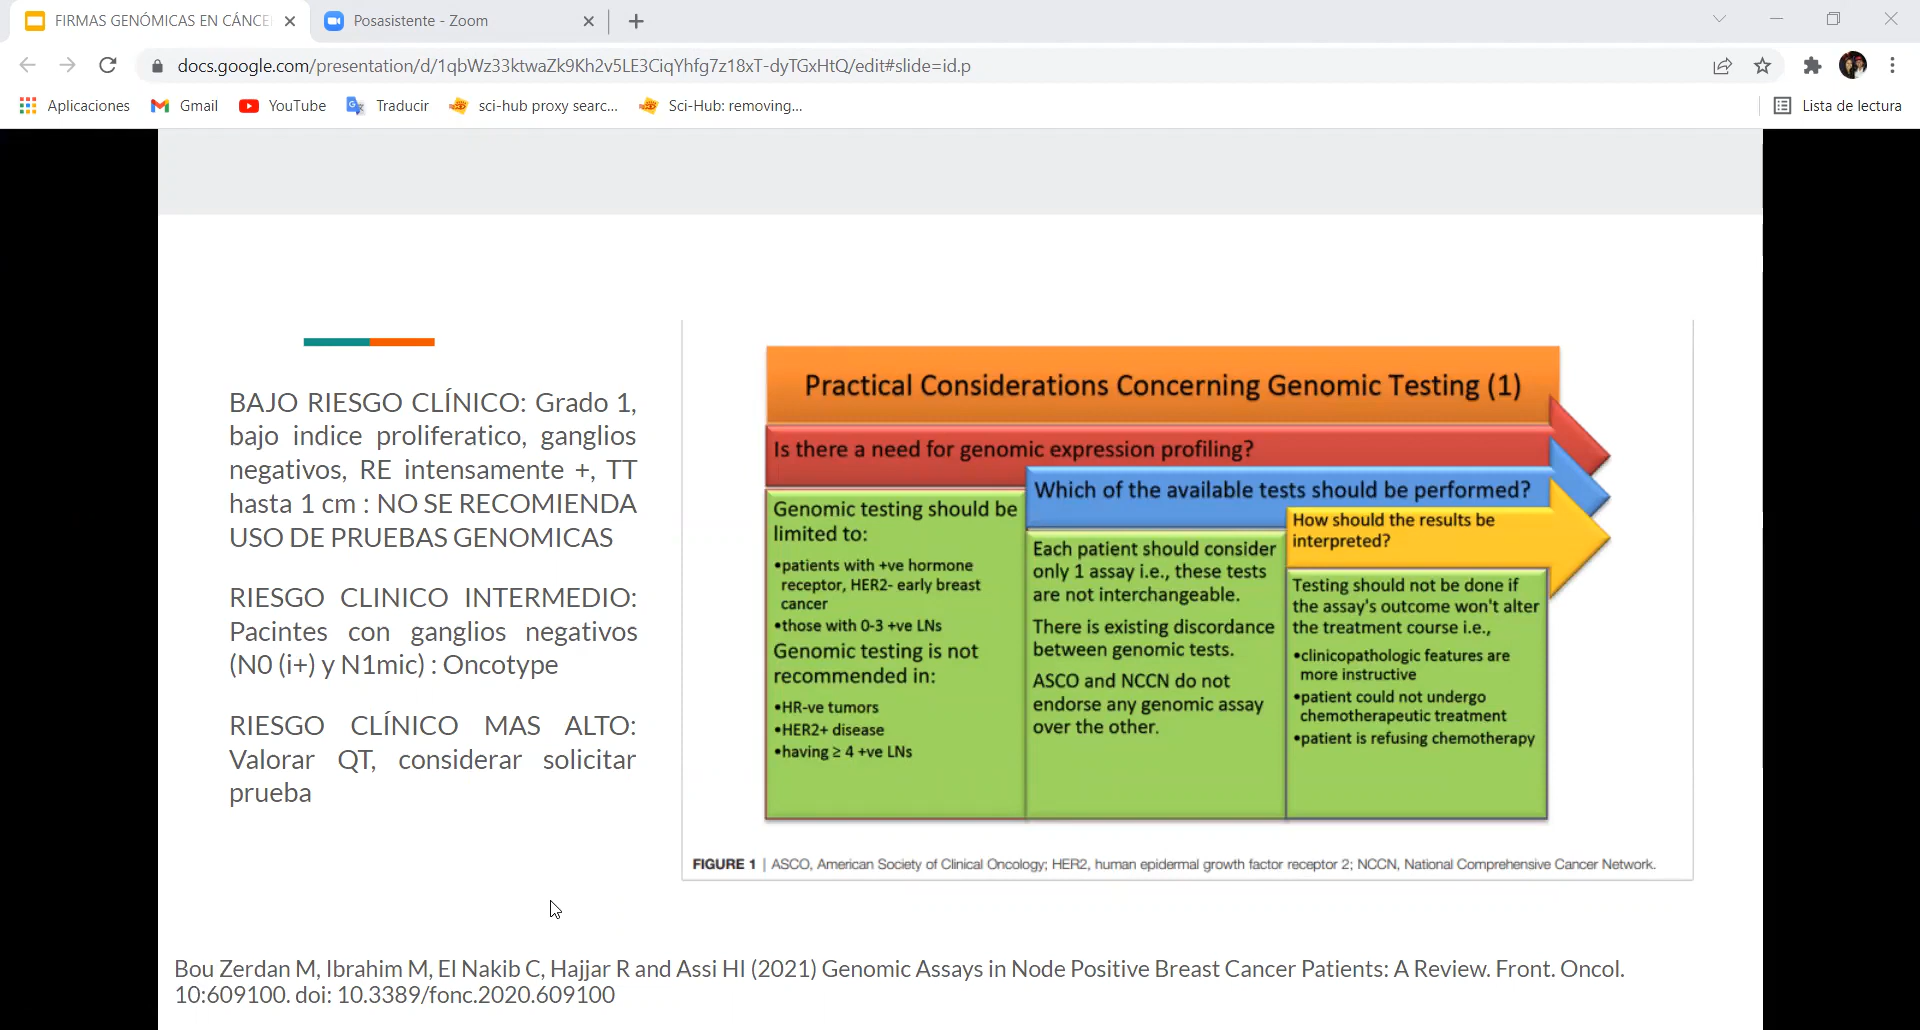 FIRMAS GENÓMICAS EN CÁNCE
Posasistente - Zoom
docs.google.com/presentation/d/1qbWz33ktwaZk9Kh2v5LE3CiqYhfg7z18xT-dyTGxHtQ/edit#slide=id.p
Aplicaciones
Gmail
YouTube
Traducir
sci-hub proxy searc...
Sci-Hub: removing...
Lista de lectura
BAJO RIESGO CLÍNICO: Grado 1,
bajo indice proliferatico, ganglios
negativos, RE intensamente +, TT
hasta 1 cm : NO SE RECOMIENDA
USO DE PRUEBAS GENOMICAS
RIESGO CLINICO INTERMEDIO:
Pacintes con ganglios negativos
(N0 (i+) y N1mic) : Oncotype
RIESGO CLÍNICO MAS ALTO:
Valorar QT, considerar solicitar
prueba
Practical Considerations Concerning Genomic Testing (1)
Is there a need for genomic expression profiling?
Genomic testing should be
limited to:
•patients with +ve hormone
receptor, HER2- early breast
cancer
•those with 0-3 +ve LNs
Genomic testing is not
recommended in:
•HR-ve tumors
•HER2+ disease
•having ≥ 4 +ve LNs
Which of the available tests should be performed?
Each patient should consider
only 1 assay i.e., these tests
are not interchangeable.
There is existing discordance
between genomic tests.
ASCO and NCCN do not
endorse any genomic assay
over the other.
How should the results be
interpreted?
Testing should not be done if
the assay's outcome won't alter
the treatment course i.e.,
•clinicopathologic features are
more instructive
•patient could not undergo
chemotherapeutic treatment
•patient is refusing chemotherapy
FIGURE 1 | ASCO, American Society of Clinical Oncology; HER2, human epidermal growth factor receptor 2; NCCN, National Comprehensive Cancer Network.
Bou Zerdan M, Ibrahim M, El Nakib C, Hajjar R and Assi HI (2021) Genomic Assays in Node Positive Breast Cancer Patients: A Review. Front. Oncol.
10:609100. doi: 10.3389/fonc.2020.609100